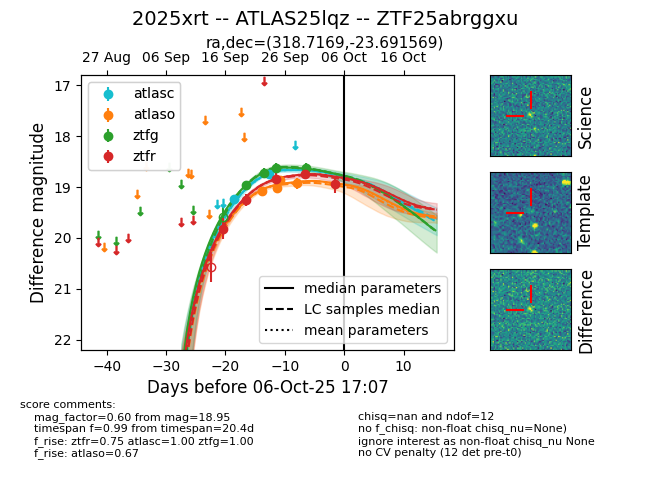 2025xrt -- ATLAS25lqz -- ZTF25abrggxu
ra,dec=(318.7169,-23.691569)
27 Aug 06 Sep 16 Sep 26 Sep 06 Oct 16 Oct
17
18
19
20
21
22
Difference magnitude
atlasc
atlaso
ztfg
ztfr
median parameters
LC samples median
mean parameters
−40 −30 −20 −10 0 10
Days before 06-Oct-25 17:07
Science
Template
Difference
score comments:
mag_factor=0.60 from mag=18.95
timespan f=0.99 from timespan=20.4d
f_rise: ztfr=0.75 atlasc=1.00 ztfg=1.00
f_rise: atlaso=0.67
chisq=nan and ndof=12
no f_chisq: non-float chisq_nu=None)
ignore interest as non-float chisq_nu None
no CV penalty (12 det pre-t0)